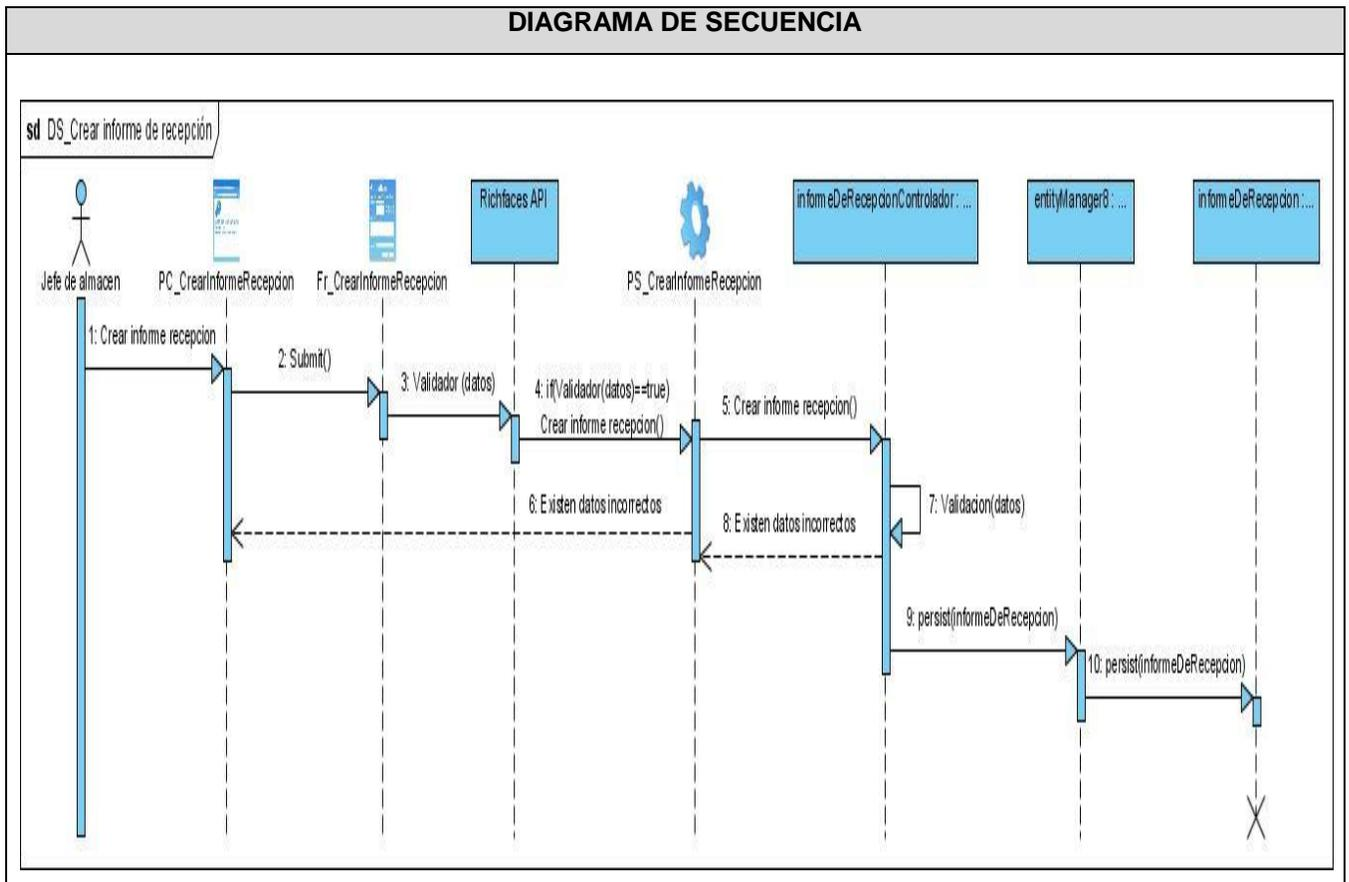 DIAGRAMA DE SECUENCIA
sd DS_Crear informe de recepción
Jefe de almacen
PC_CrearInformeRecepcion
Fr_CrearInformeRecepcion
Richfaces API
PS_CrearInformeRecepcion
informeDeRecepcionControlador : ...
entityManager8 : ...
informeDeRecepcion :...
1: Crear informe recepcion
2: Submit()
3: Validador (datos)
4: if(Validador(datos)==true)
Crear informe recepcion()
5: Crear informe recepcion()
6: Existen datos incorrectos
7: Validacion(datos)
8: Existen datos incorrectos
9: persist(informeDeRecepcion)
10: persist(informeDeRecepcion)